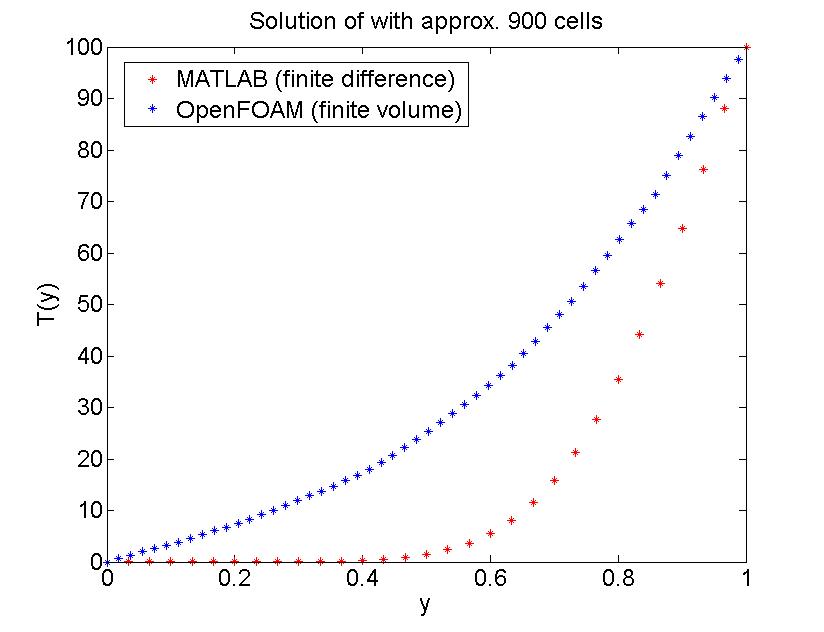 Solution of with approx. 900 cells
100
90
80
70
60
50
40
30
20
10
0
MATLAB (finite difference)
OpenFOAM (finite volume)
T(y)
0 0.2 0.4 0.6 0.8 1
y